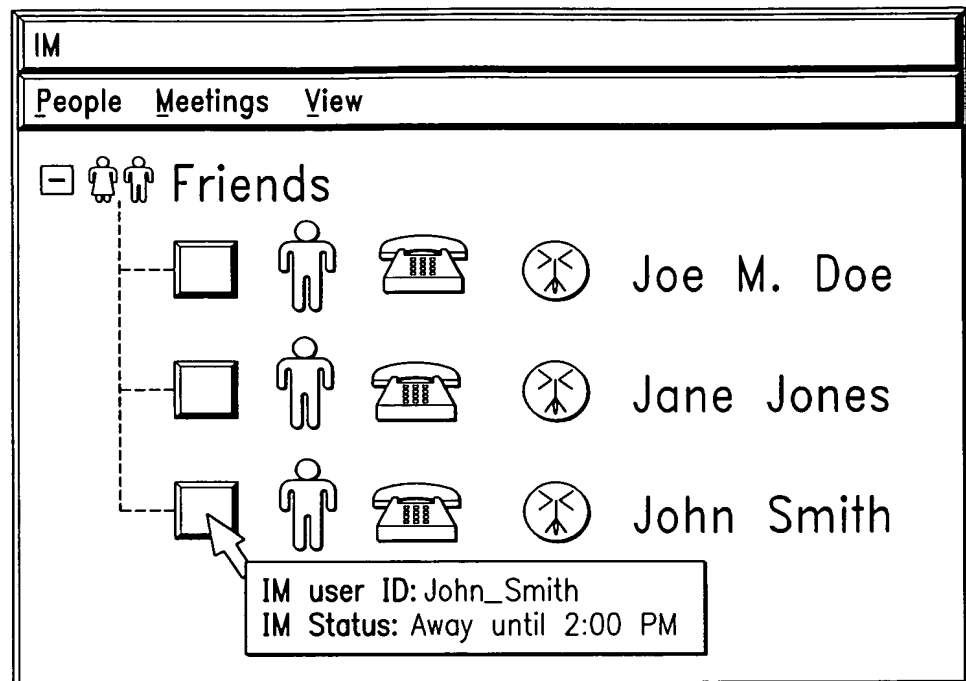 IM
People Meetings View
Friends
Joe M. Doe
Jane Jones
John Smith
IM user ID: John_Smith
IM Status: Away until 2:00 PM